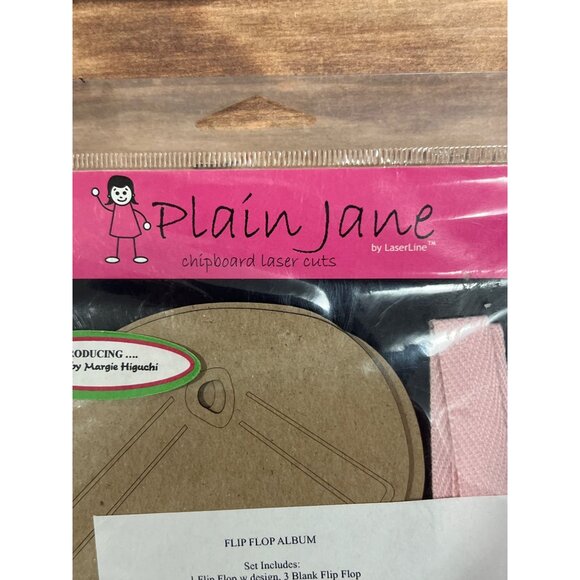 Plain Jane
by LaserLine™
chipboard laser cuts
RODUCING ....
by Margie Higuchi
FLIP FLOP ALBUM
Set Includes:
1 Flip Flop w design, 3 Blank Flip Flop